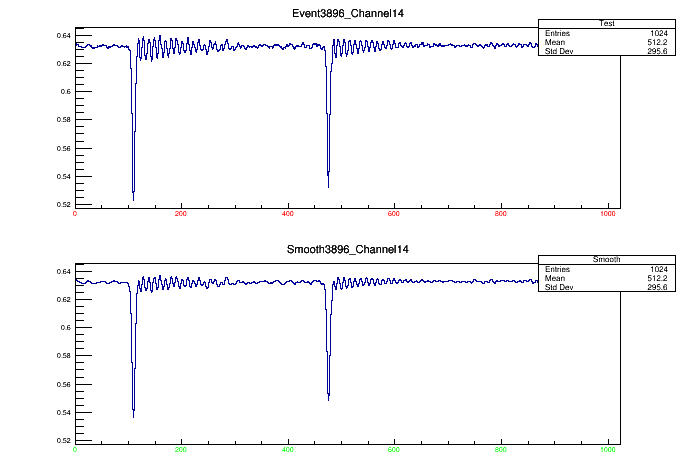 Event3896_Channel14
Test
Entries 1024
Mean 512.2
Std Dev 295.6
0.64
0.62
0.6
0.58
0.56
0.54
0.52
0 200 400 600 800 1000
Smooth3896_Channel14
Smooth
Entries 1024
Mean 512.2
Std Dev 295.6
0.64
0.62
0.6
0.58
0.56
0.54
0.52
0 200 400 600 800 1000